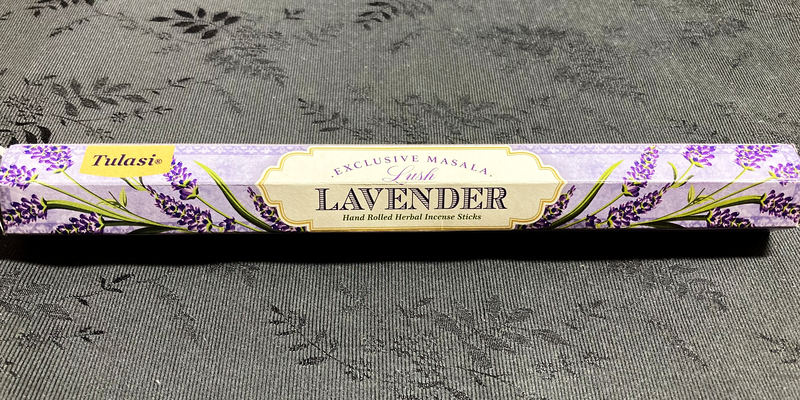 Tulasi®
·EXCLUSIVE MASALA·
Lush
LAVENDER
Hand Rolled Herbal Incense Sticks